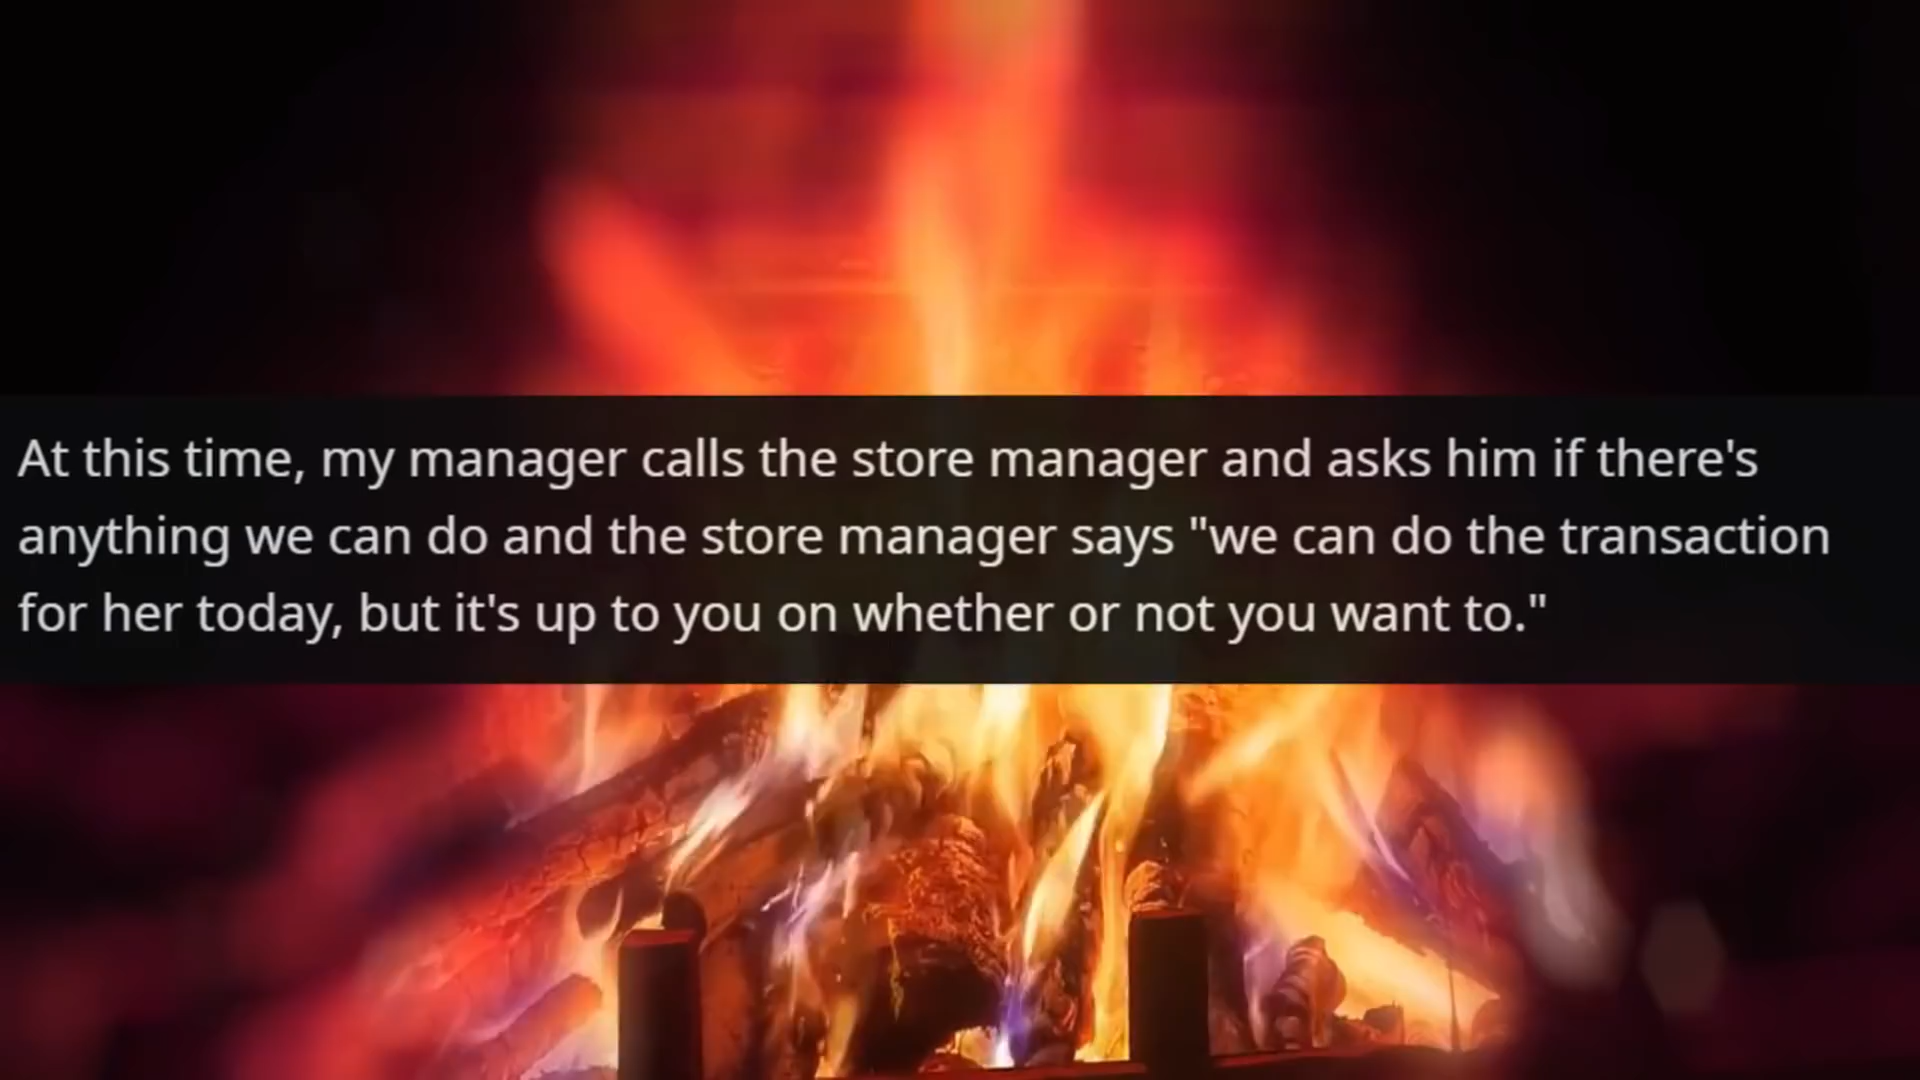 At this time, my manager calls the store manager and asks him if there's
anything we can do and the store manager says "we can do the transaction
for her today, but it's up to you on whether or not you want to."